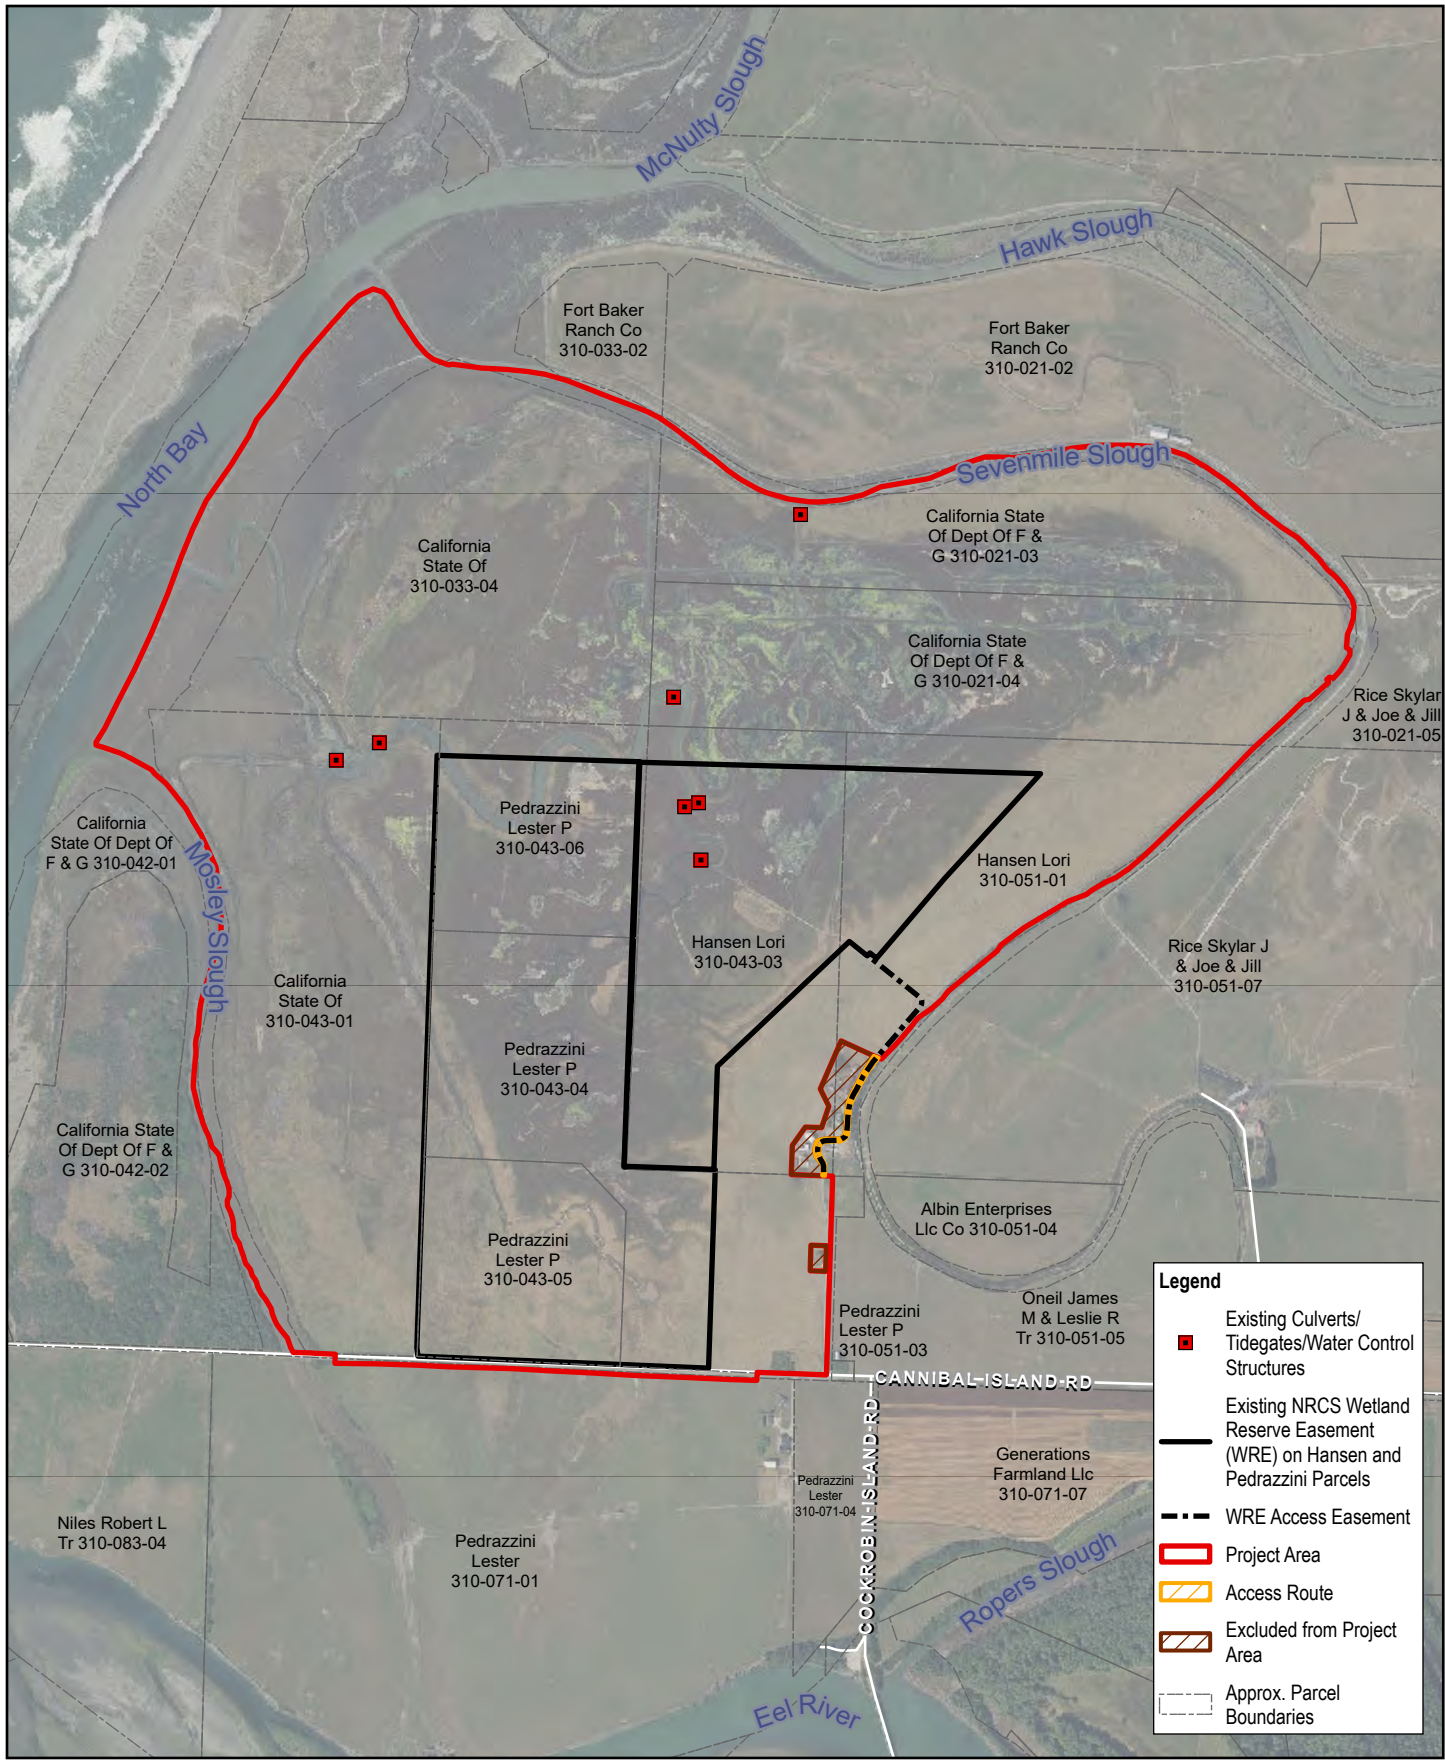 McNulty Slough
Hawk Slough
Fort Baker
Ranch Co
310-033-02
Fort Baker
Ranch Co
310-021-02
North Bay
Sevenmile Slough
California State
Of Dept Of F &
G 310-021-03
California
State Of
310-033-04
California State
Of Dept Of F &
G 310-021-04
Rice Skylar
J & Joe & Jill
310-021-05
California
State Of Dept Of
F & G 310-042-01
Pedrazzini
Lester P
310-043-06
Mosley Slough
Hansen Lori
310-051-01
Hansen Lori
310-043-03
Rice Skylar J
& Joe & Jill
310-051-07
California
State Of
310-043-01
Pedrazzini
Lester P
310-043-04
California State
Of Dept Of F &
G 310-042-02
Albin Enterprises
Llc Co 310-051-04
Pedrazzini
Lester P
310-043-05
Pedrazzini
Lester P
310-051-03
Oneil James
M & Leslie R
Tr 310-051-05
CANNIBAL-ISLAND-RD
COCKROBIN-ISLAND-RD
Generations
Farmland Llc
310-071-07
Pedrazzini
Lester
310-071-04
Niles Robert L
Tr 310-083-04
Pedrazzini
Lester
310-071-01
Ropers Slough
Eel River
Legend
Existing Culverts/
Tidegates/Water Control
Structures
Existing NRCS Wetland
Reserve Easement
(WRE) on Hansen and
Pedrazzini Parcels
WRE Access Easement
Project Area
Access Route
Excluded from Project
Area
Approx. Parcel
Boundaries